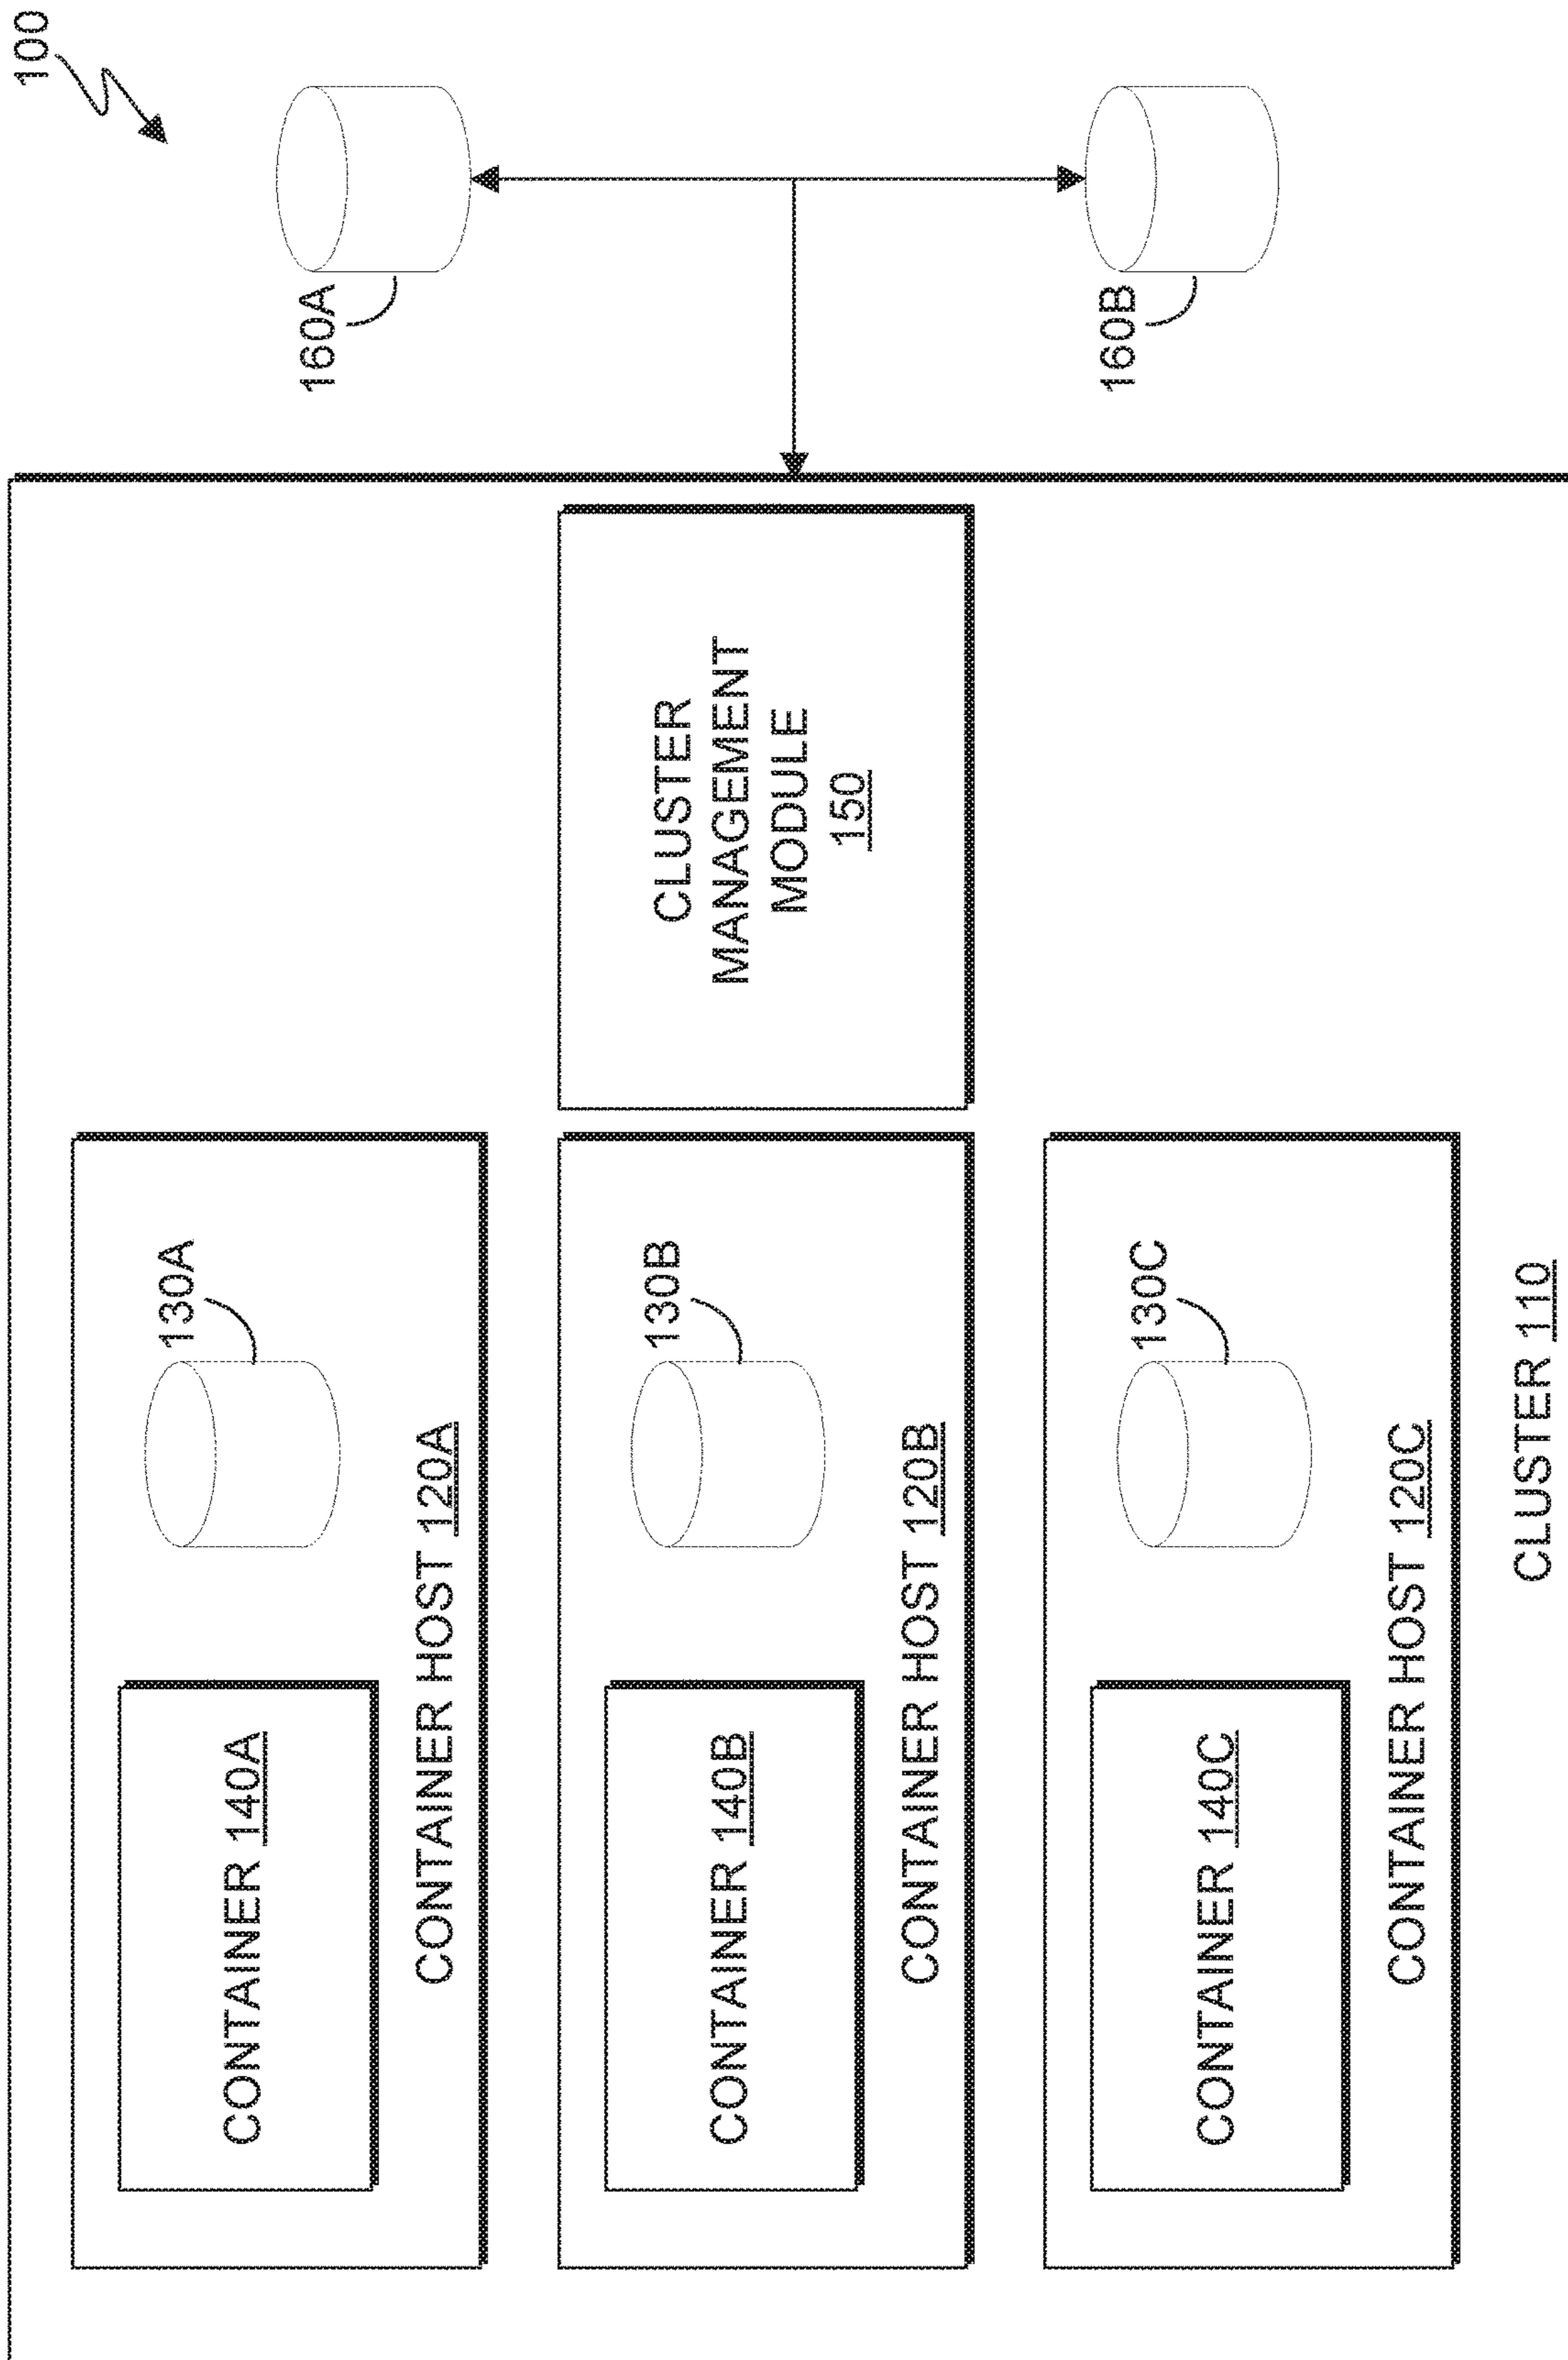 100
160A
160B
CLUSTER
MANAGEMENT
MODULE
150
130A
CONTAINER 140A
CONTAINER HOST 120A
130B
CONTAINER 140B
CONTAINER HOST 120B
130C
CONTAINER 140C
CONTAINER HOST 120C
CLUSTER 110